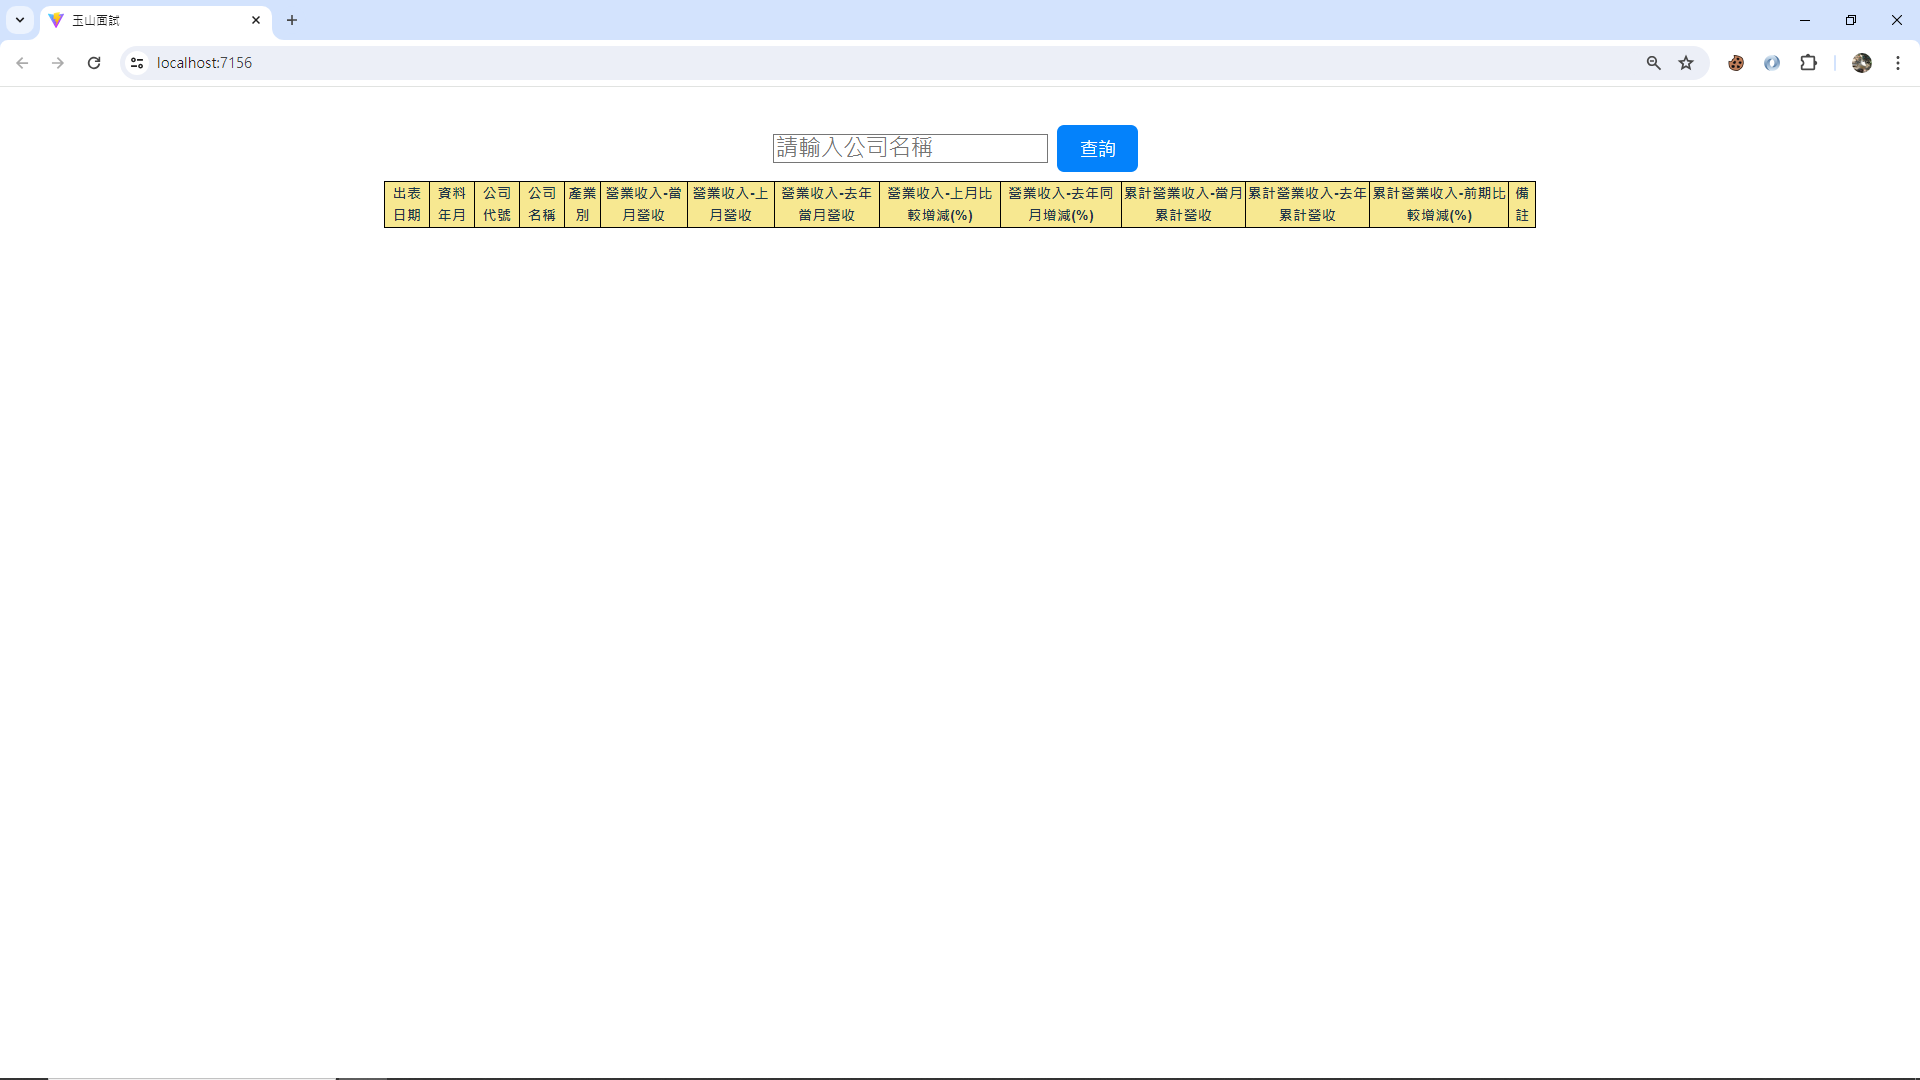 玉山面試
localhost:7156
請輸入公司名稱 查詢
出表日期 資料年月 公司代號 公司名稱 產業別 營業收入-當月營收 營業收入-上月營收 營業收入-去年當月營收 營業收入-上月比較增減(%) 營業收入-去年同月增減(%) 累計營業收入-當月累計營收 累計營業收入-去年累計營收 累計營業收入-前期比較增減(%) 備註